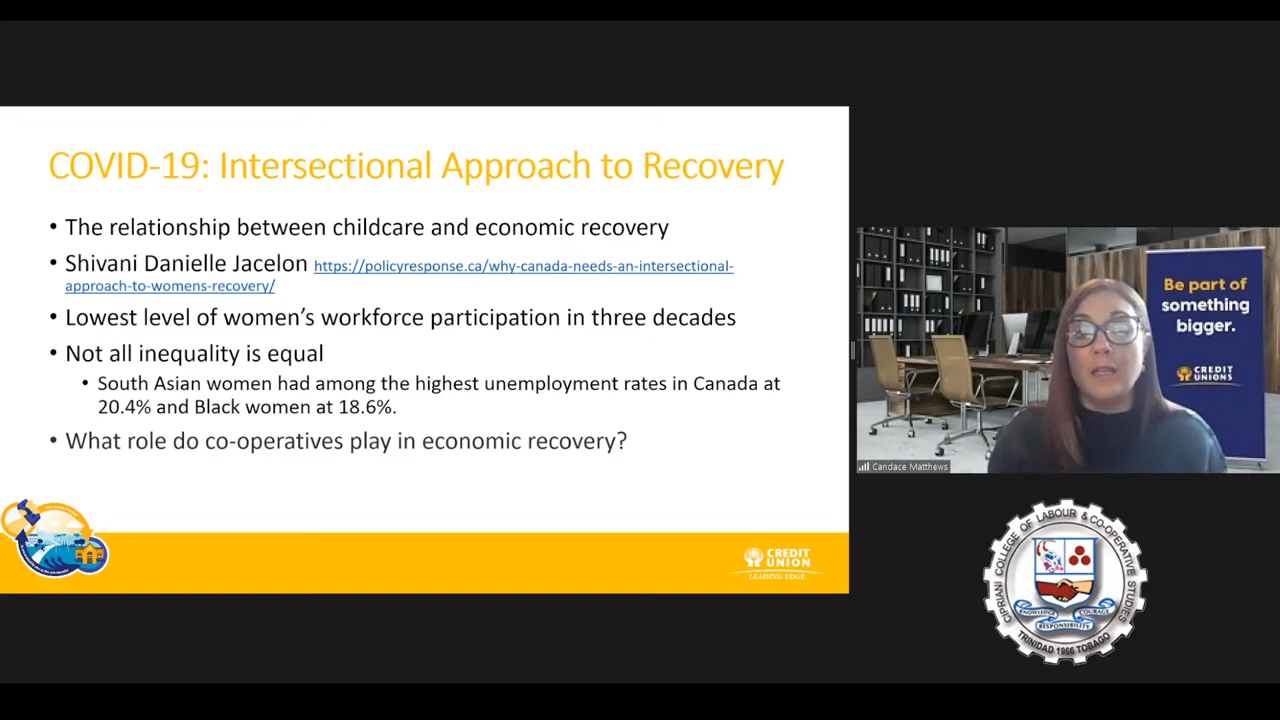 COVID-19: Intersectional Approach to Recovery
• The relationship between childcare and economic recovery
• Shivani Danielle Jacelon https://policyresponse.ca/why-canada-needs-an-intersectional-
approach-to-womens-recovery/
• Lowest level of women’s workforce participation in three decades
• Not all inequality is equal
• South Asian women had among the highest unemployment rates in Canada at
20.4% and Black women at 18.6%.
• What role do co-operatives play in economic recovery?
CREDIT
UNION
LEADING EDGE
Be part of
something
bigger.
CREDIT
UNIONS
Candace Matthews
CIPRIANI COLLEGE OF LABOUR & CO-OPERATIVE STUDIES
KNOWLEDGE
COURAGE
RESPONSIBILITY
TRINIDAD 1966 TOBAGO